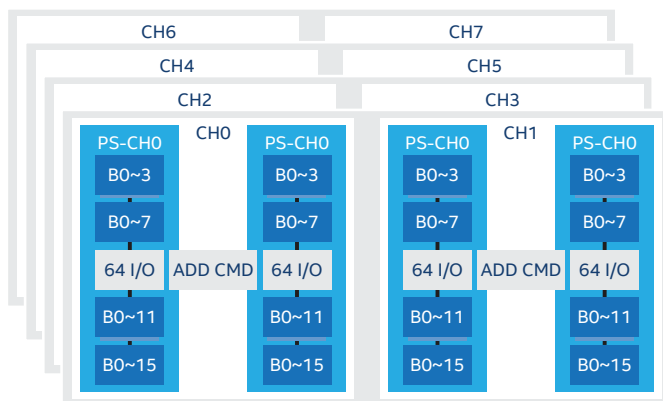 CH6 CH7
CH4 CH5
CH2 CH3
CH0 CH1
PS-CH0 PS-CH0 PS-CH0 PS-CH0
B0~3 B0~3 B0~3 B0~3
B0~7 B0~7 B0~7 B0~7
64 I/O ADD CMD 64 I/O 64 I/O ADD CMD 64 I/O
B0~11 B0~11 B0~11 B0~11
B0~15 B0~15 B0~15 B0~15